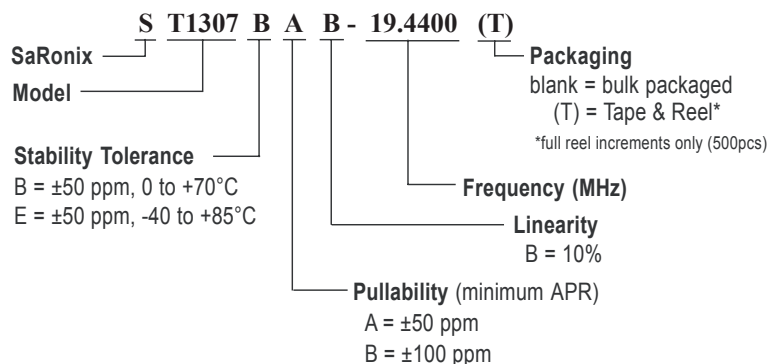 S T1307 B A B - 19.4400 (T)
SaRonix
Model
Packaging
blank = bulk packaged
(T) = Tape & Reel*
*full reel increments only (500pcs)
Stability Tolerance
B = ±50 ppm, 0 to +70°C
E = ±50 ppm, -40 to +85°C
Frequency (MHz)
Linearity
B = 10%
Pullability (minimum APR)
A = ±50 ppm
B = ±100 ppm